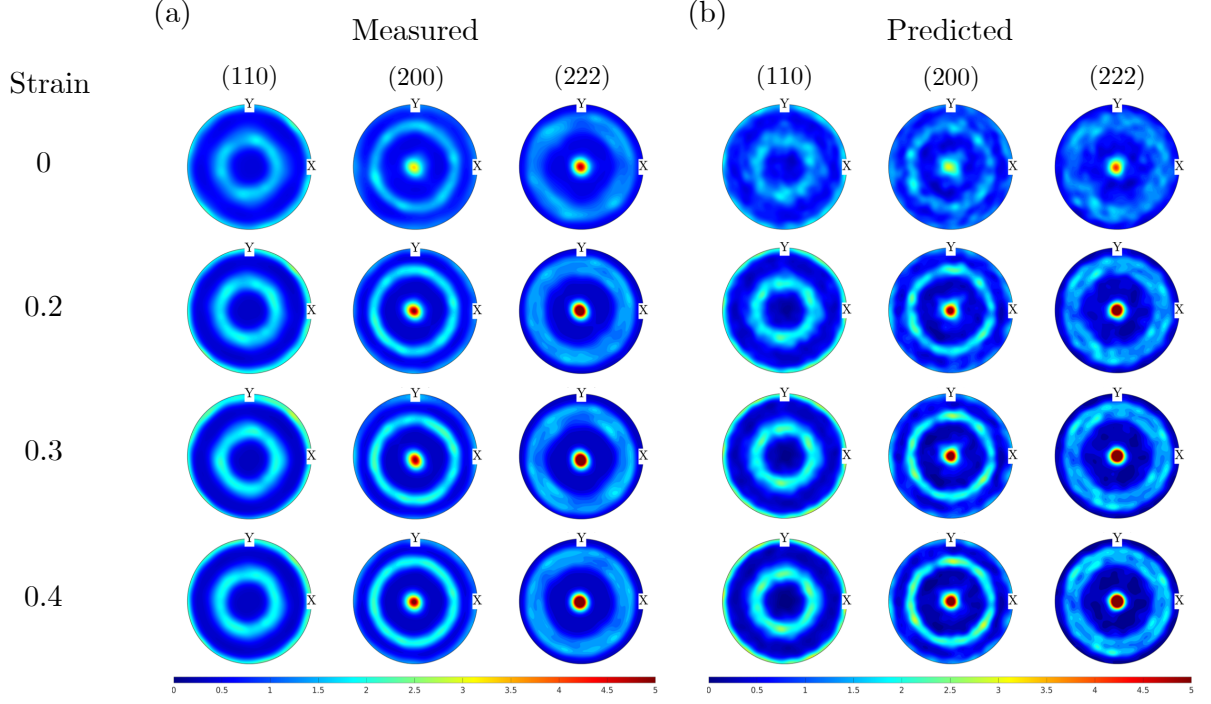 (a) (b)
Measured Predicted
Strain (110) (200) (222) (110) (200) (222)
Y Y Y Y Y Y
0 X X X X X X
Y Y Y Y Y Y
0.2 X X X X X X
Y Y Y Y Y Y
0.3 X X X X X X
Y Y Y Y Y Y
0.4 X X X X X X
0 0.5 1 1.5 2 2.5 3 3.5 4 4.5 5 0 0.5 1 1.5 2 2.5 3 3.5 4 4.5 5